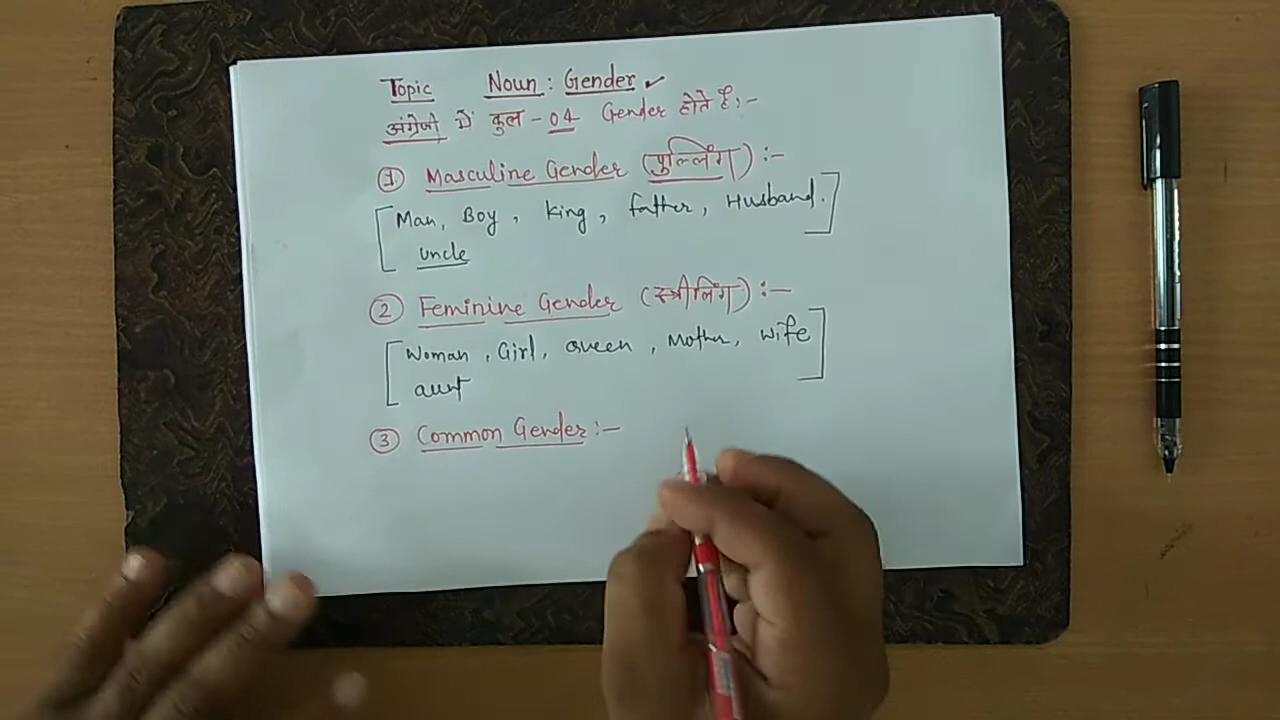 Topic Noun : Gender ✓
अंग्रेजी में कुल - 04 Gender होते है :-
① Masculine Gender (पुल्लिंग) :-
[Man, Boy, King, father, Husband.
uncle]
② Feminine Gender (स्त्रीलिंग) :-
[Woman, Girl, Queen, Mother, Wife
aunt]
③ Common Gender :-